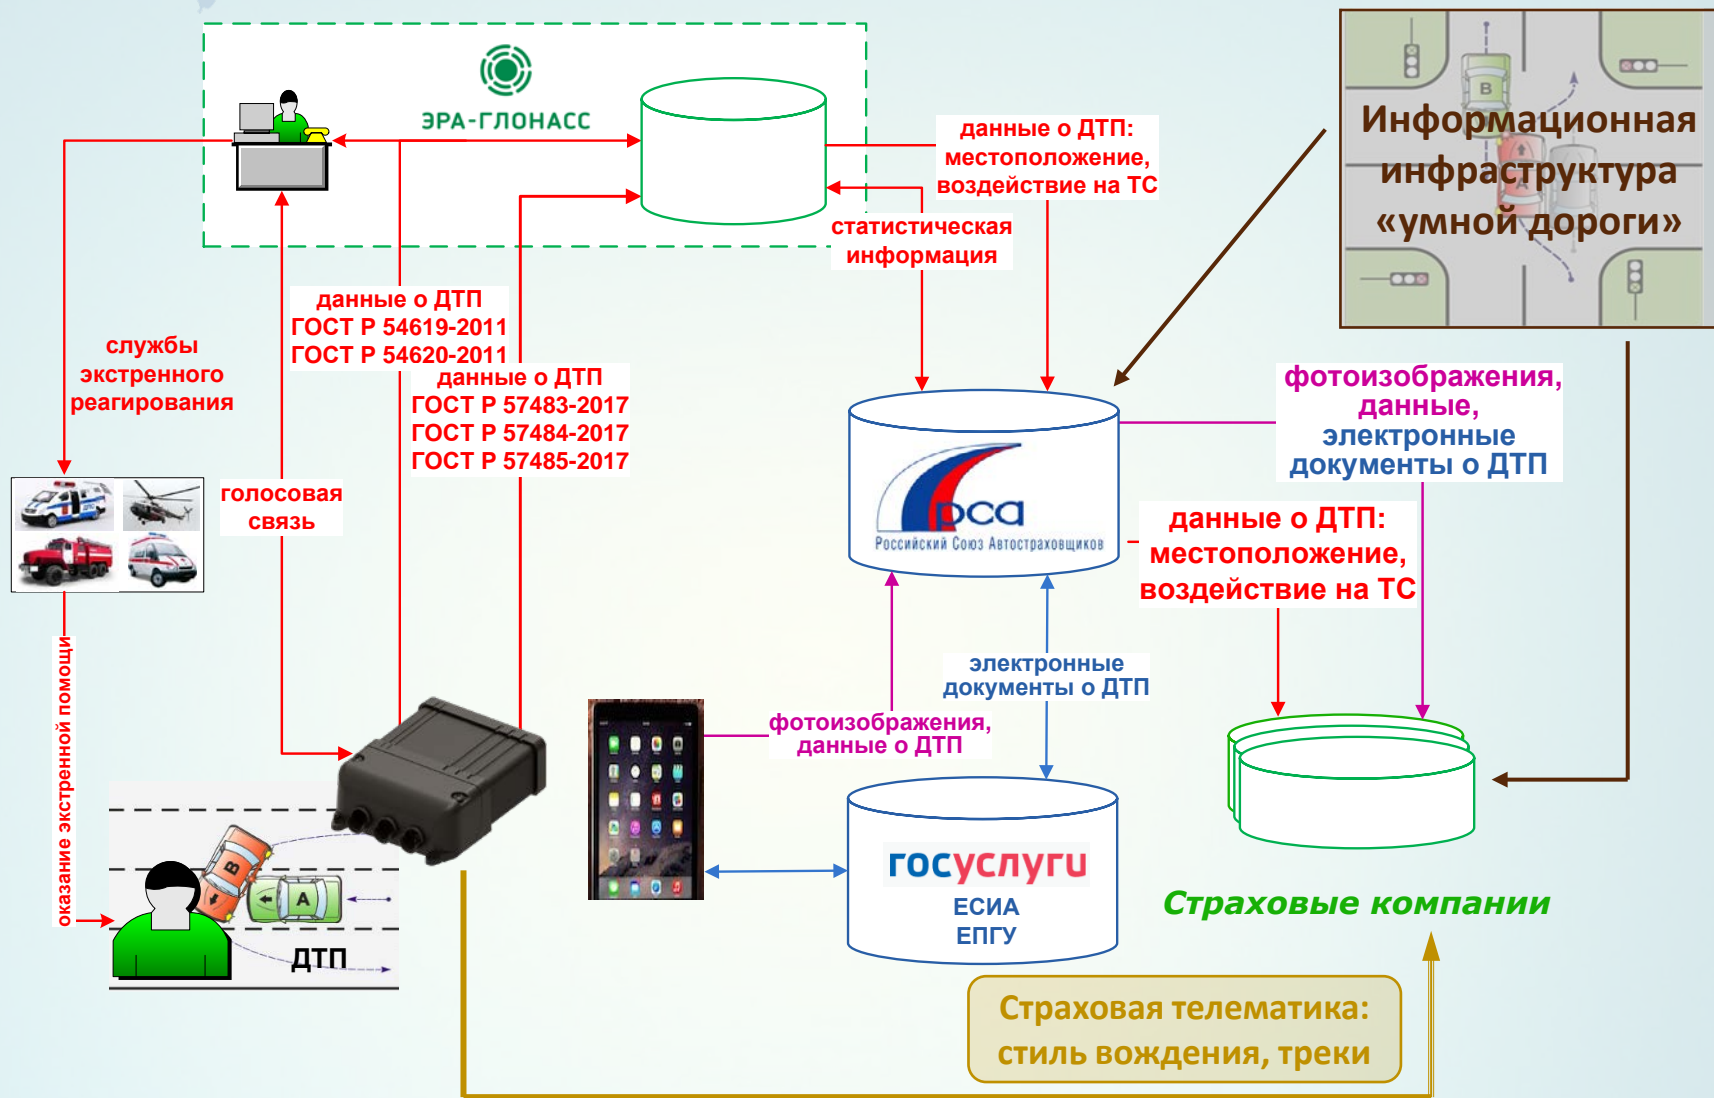 ЭРА-ГЛОНАСС
данные о ДТП:
местоположение,
воздействие на ТС
статистическая
информация
Информационная
инфраструктура
«умной дороги»
B
A
данные о ДТП
ГОСТ Р 54619-2011
ГОСТ Р 54620-2011
данные о ДТП
ГОСТ Р 57483-2017
ГОСТ Р 57484-2017
ГОСТ Р 57485-2017
службы
экстренного
реагирования
голосовая
связь
фотоизображения,
данные,
электронные
документы о ДТП
рса
Российский Союз Автостраховщиков
данные о ДТП:
местоположение,
воздействие на ТС
оказание экстренной помощи
электронные
документы о ДТП
фотоизображения,
данные о ДТП
B
A
ДТП
госуслуги
ЕСИА
ЕПГУ
Страховые компании
Страховая телематика:
стиль вождения, треки